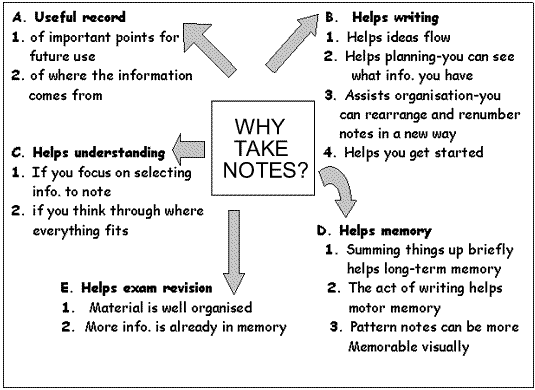 A. Useful record
1. of important points for
future use
2. of where the information
comes from
B. Helps writing
1. Helps ideas flow
2. Helps planning-you can see
what info. you have
3. Assists organisation-you
can rearrange and renumber
notes in a new way
4. Helps you get started
WHY
TAKE
NOTES?
C. Helps understanding
1. If you focus on selecting
info. to note
2. if you think through where
everything fits
D. Helps memory
1. Summing things up briefly
helps long-term memory
2. The act of writing helps
motor memory
3. Pattern notes can be more
Memorable visually
E. Helps exam revision
1. Material is well organised
2. More info. is already in memory